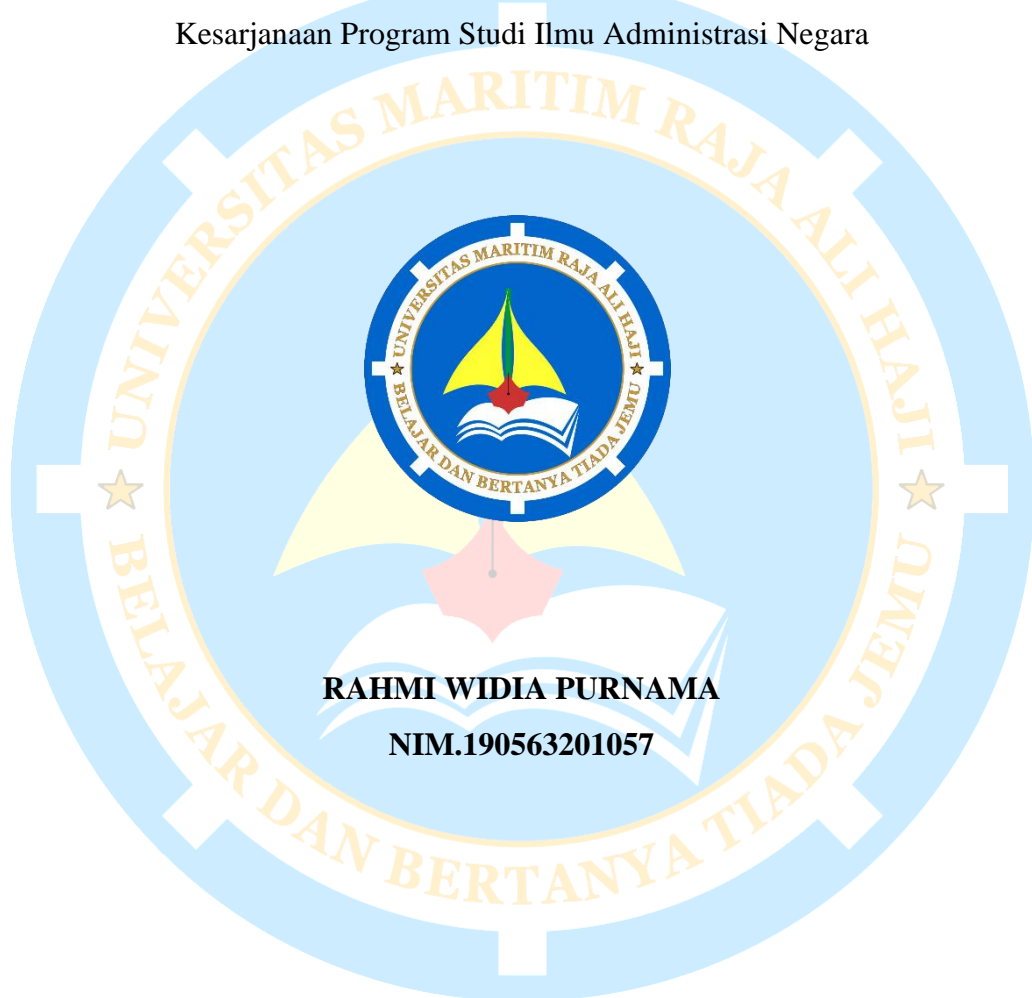 Kesarjanaan Program Studi Ilmu Administrasi Negara
UNIVERSITAS MARITIM RAJA ALI HAJI
BELAJAR DAN BERTANYA TIADA JEMU
UNIVERSITAS MARITIM RAJA ALI HAJI
BELAJAR DAN BERTANYA TIADA JEMU
RAHMI WIDIA PURNAMA
NIM.190563201057